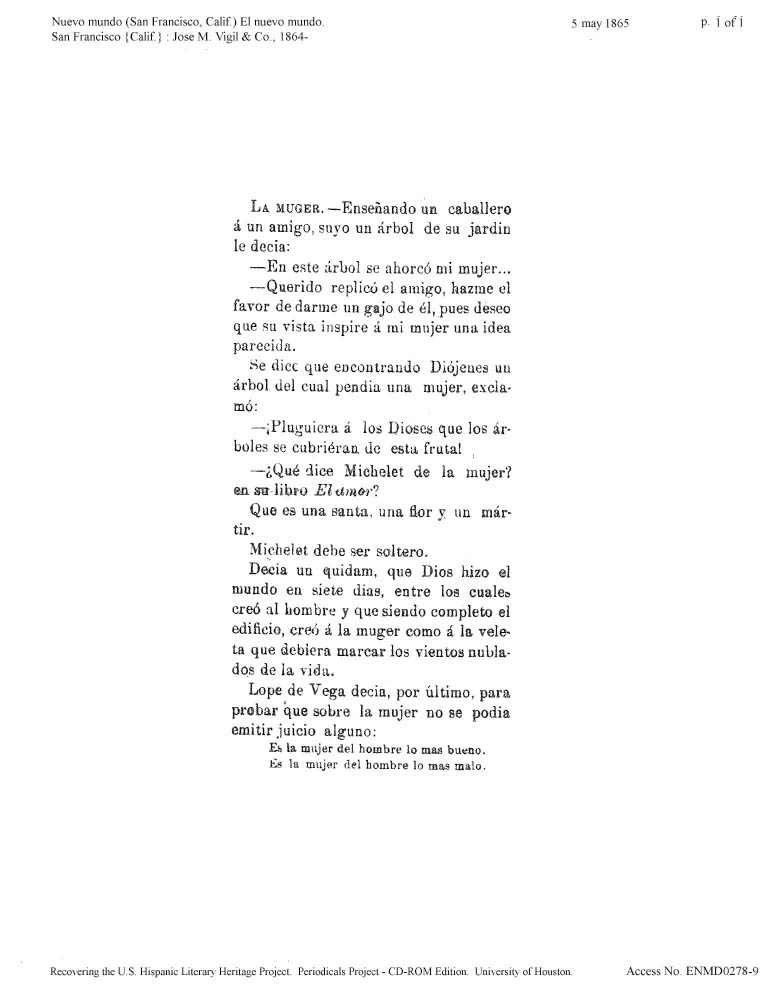 Nuevo mundo (San Francisco, Calif.) El nuevo mundo.
San Francisco {Calif.} : Jose M. Vigil & Co., 1864-
5 may 1865
p. 1 of 1
LA MUGER. —Enseñando un caballero
á un amigo, suyo un árbol de su jardin
le decia:
—En este árbol se ahorcó mi mujer...
—Querido replicó el amigo, hazme el
favor de darme un gajo de él, pues deseo
que su vista inspire á mi mujer una idea
parecida.
Se dice que encontrando Diójenes un
árbol del cual pendia una mujer, excla-
mó:
—¡Pluguiera á los Dioses que los ár-
boles se cubriéran de esta fruta!
—¿Qué dice Michelet de la mujer?
en su libro El amor?
Que es una santa, una flor y un már-
tir.
Michelet debe ser soltero.
Decia un quidam, que Dios hizo el
mundo en siete dias, entre los cuales
creó al hombre y que siendo completo el
edificio, creó á la muger como á la vele-
ta que debiera marcar los vientos nubla-
dos de la vida.
Lope de Vega decia, por último, para
probar que sobre la mujer no se podia
emitir juicio alguno:
Es la mujer del hombre lo mas bueno.
Es la mujer del hombre lo mas malo.
Recovering the U.S. Hispanic Literary Heritage Project. Periodicals Project - CD-ROM Edition. University of Houston.
Access No. ENMD0278-9